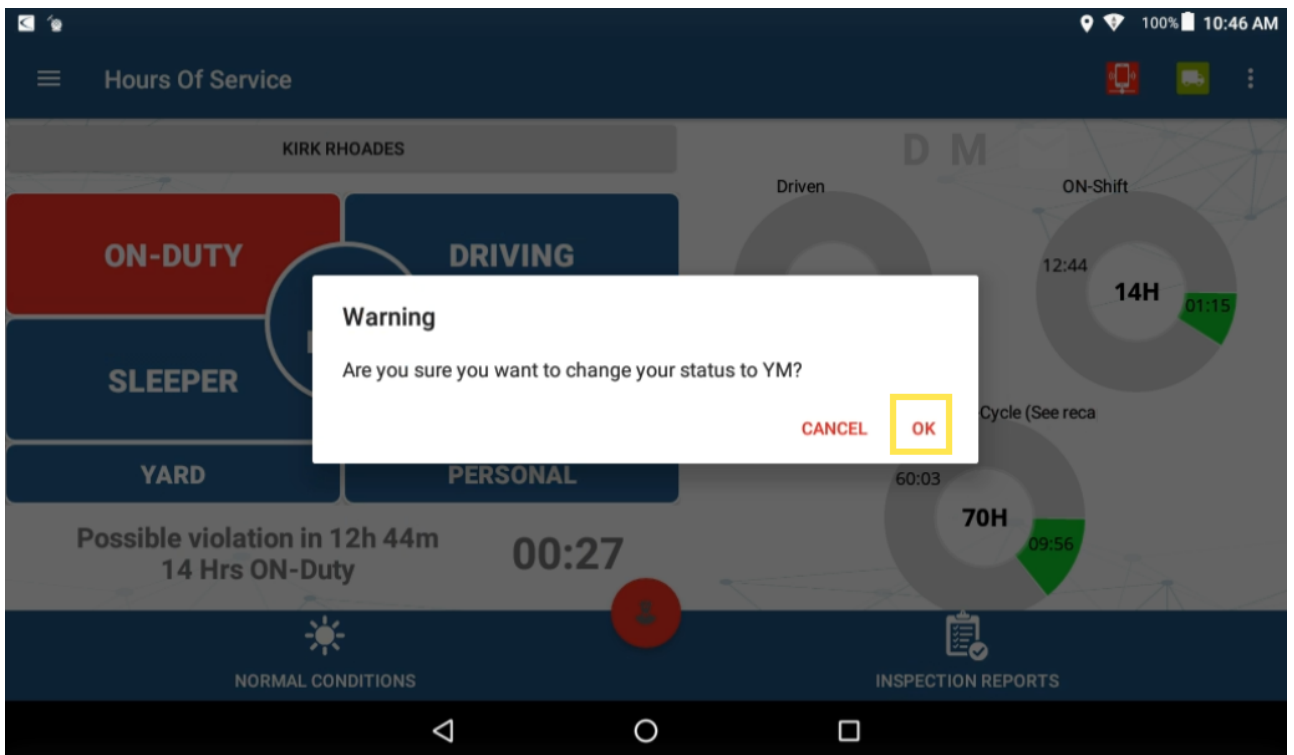 100% 10:46 AM
Hours Of Service
KIRK RHOADES
D M
Driven
ON-Shift
ON-DUTY
DRIVING
12:44
14H
01:15
Warning
Are you sure you want to change your status to YM?
CANCEL OK
SLEEPER
Cycle (See reca
YARD
PERSONAL
60:03
70H
09:56
Possible violation in 12h 44m
14 Hrs ON-Duty
00:27
NORMAL CONDITIONS
INSPECTION REPORTS